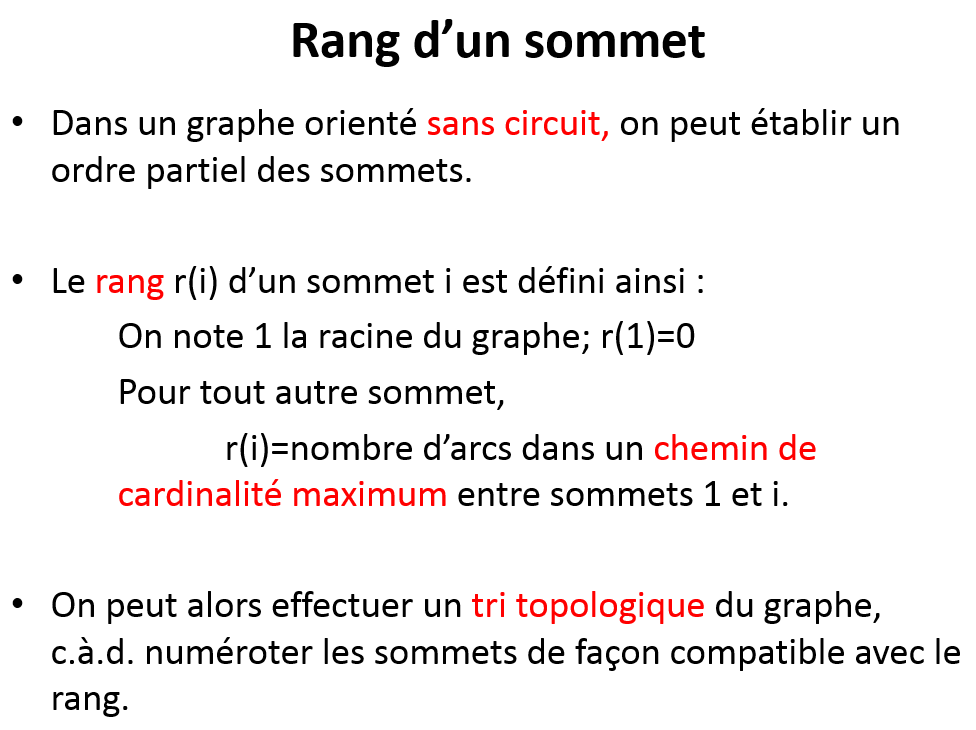 Rang d’un sommet
• Dans un graphe orienté sans circuit, on peut établir un
ordre partiel des sommets.
• Le rang r(i) d’un sommet i est défini ainsi :
On note 1 la racine du graphe; r(1)=0
Pour tout autre sommet,
r(i)=nombre d’arcs dans un chemin de
cardinalité maximum entre sommets 1 et i.
• On peut alors effectuer un tri topologique du graphe,
c.à.d. numéroter les sommets de façon compatible avec le
rang.